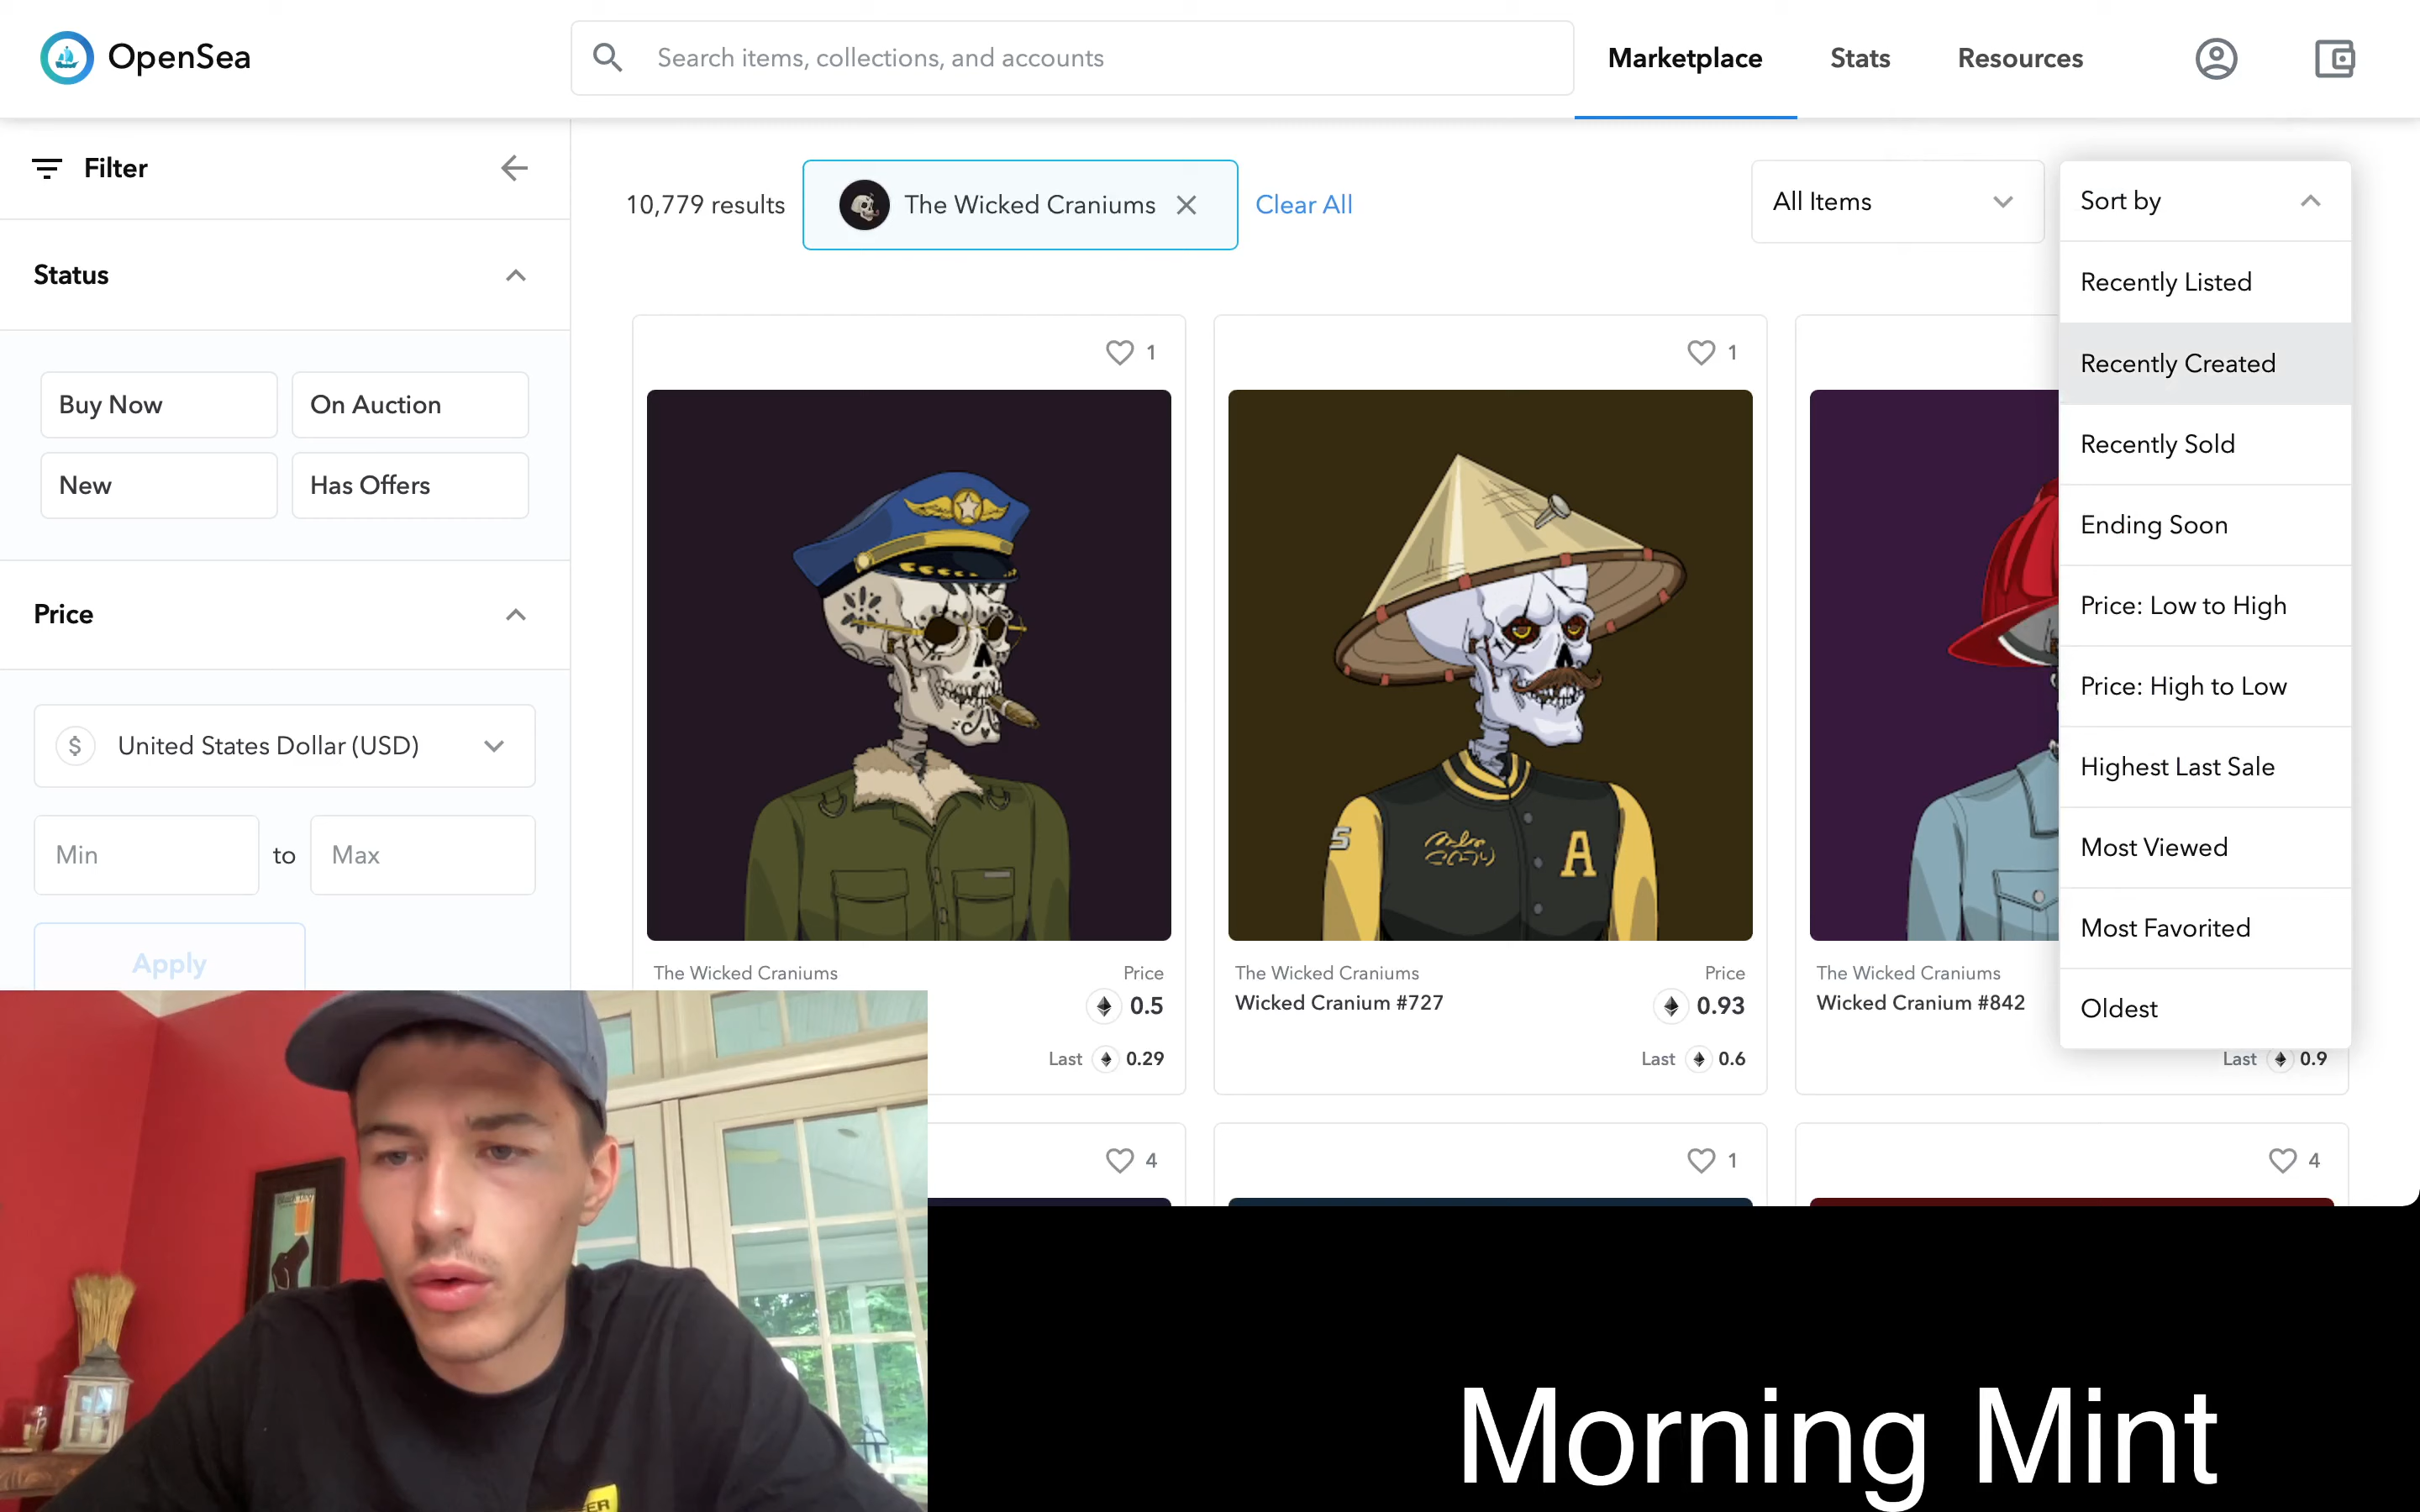 OpenSea
Search items, collections, and accounts
Marketplace
Stats
Resources
Filter
10,779 results
The Wicked Craniums
Clear All
All Items
Sort by
Recently Listed
Recently Created
Recently Sold
Ending Soon
Price: Low to High
Price: High to Low
Highest Last Sale
Most Viewed
Most Favorited
Oldest
Status
Buy Now
On Auction
New
Has Offers
Price
$ United States Dollar (USD)
Min to Max
Apply
1
1
S
A
The Wicked Craniums
Price
0.5
Last 0.29
The Wicked Craniums
Price
Wicked Cranium #727
0.93
Last 0.6
The Wicked Craniums
Wicked Cranium #842
Last 0.9
4
1
4
Morning Mint